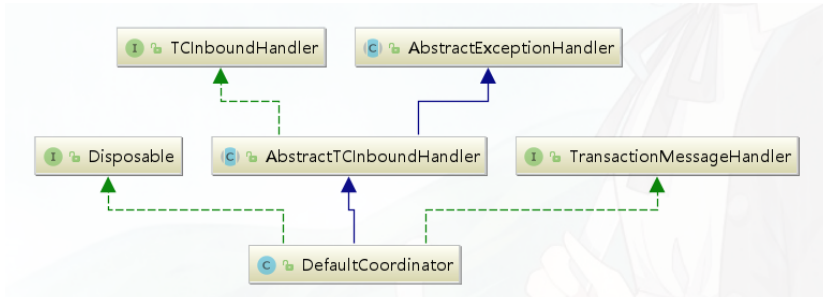 I TCInboundHandler
C AbstractExceptionHandler
I Disposable
C AbstractTCInboundHandler
I TransactionMessageHandler
C DefaultCoordinator